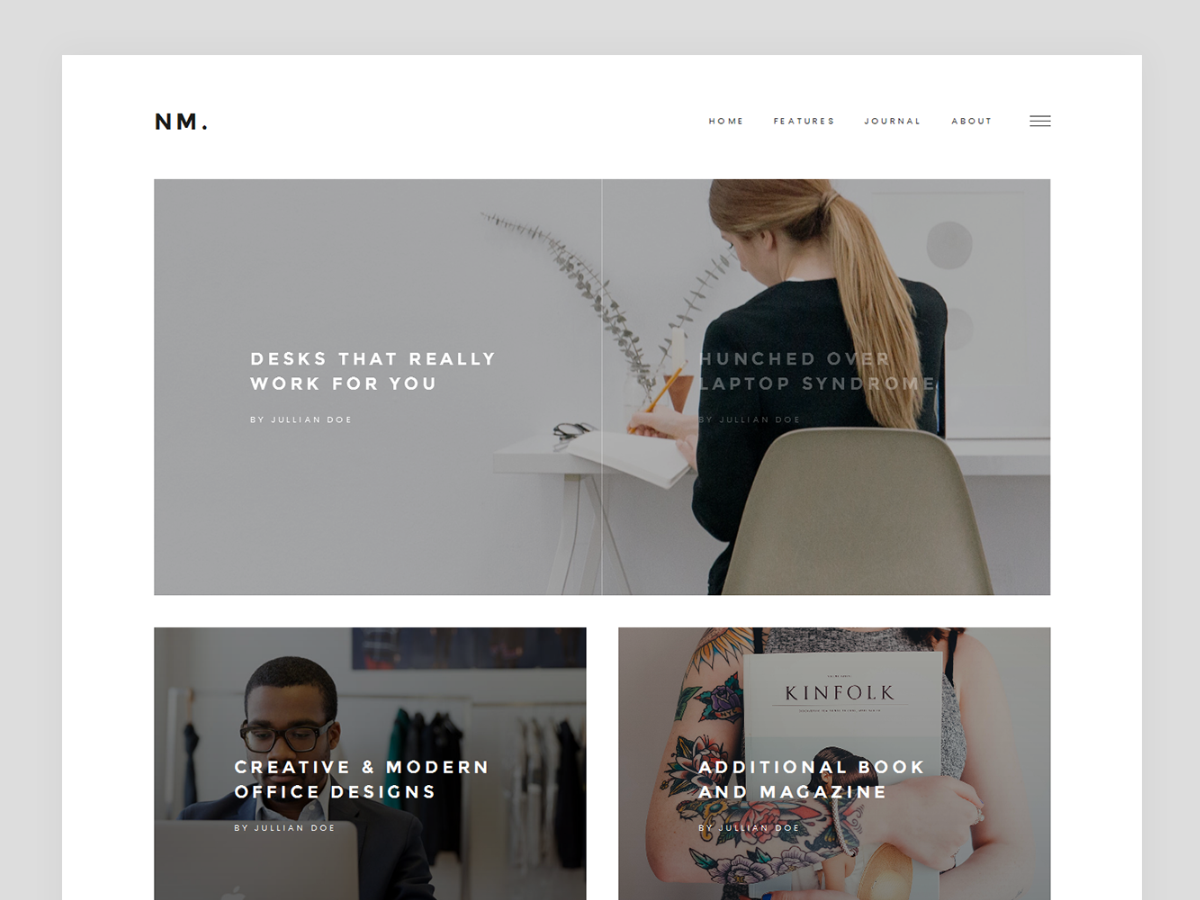 NM.
HOME FEATURES JOURNAL ABOUT
DESKS THAT REALLY
WORK FOR YOU
BY JULLIAN DOE
HUNCHED OVER
LAPTOP SYNDROME
BY JULLIAN DOE
CREATIVE & MODERN
OFFICE DESIGNS
BY JULLIAN DOE
KINFOLK
ADDITIONAL BOOK
AND MAGAZINE
BY JULLIAN DOE